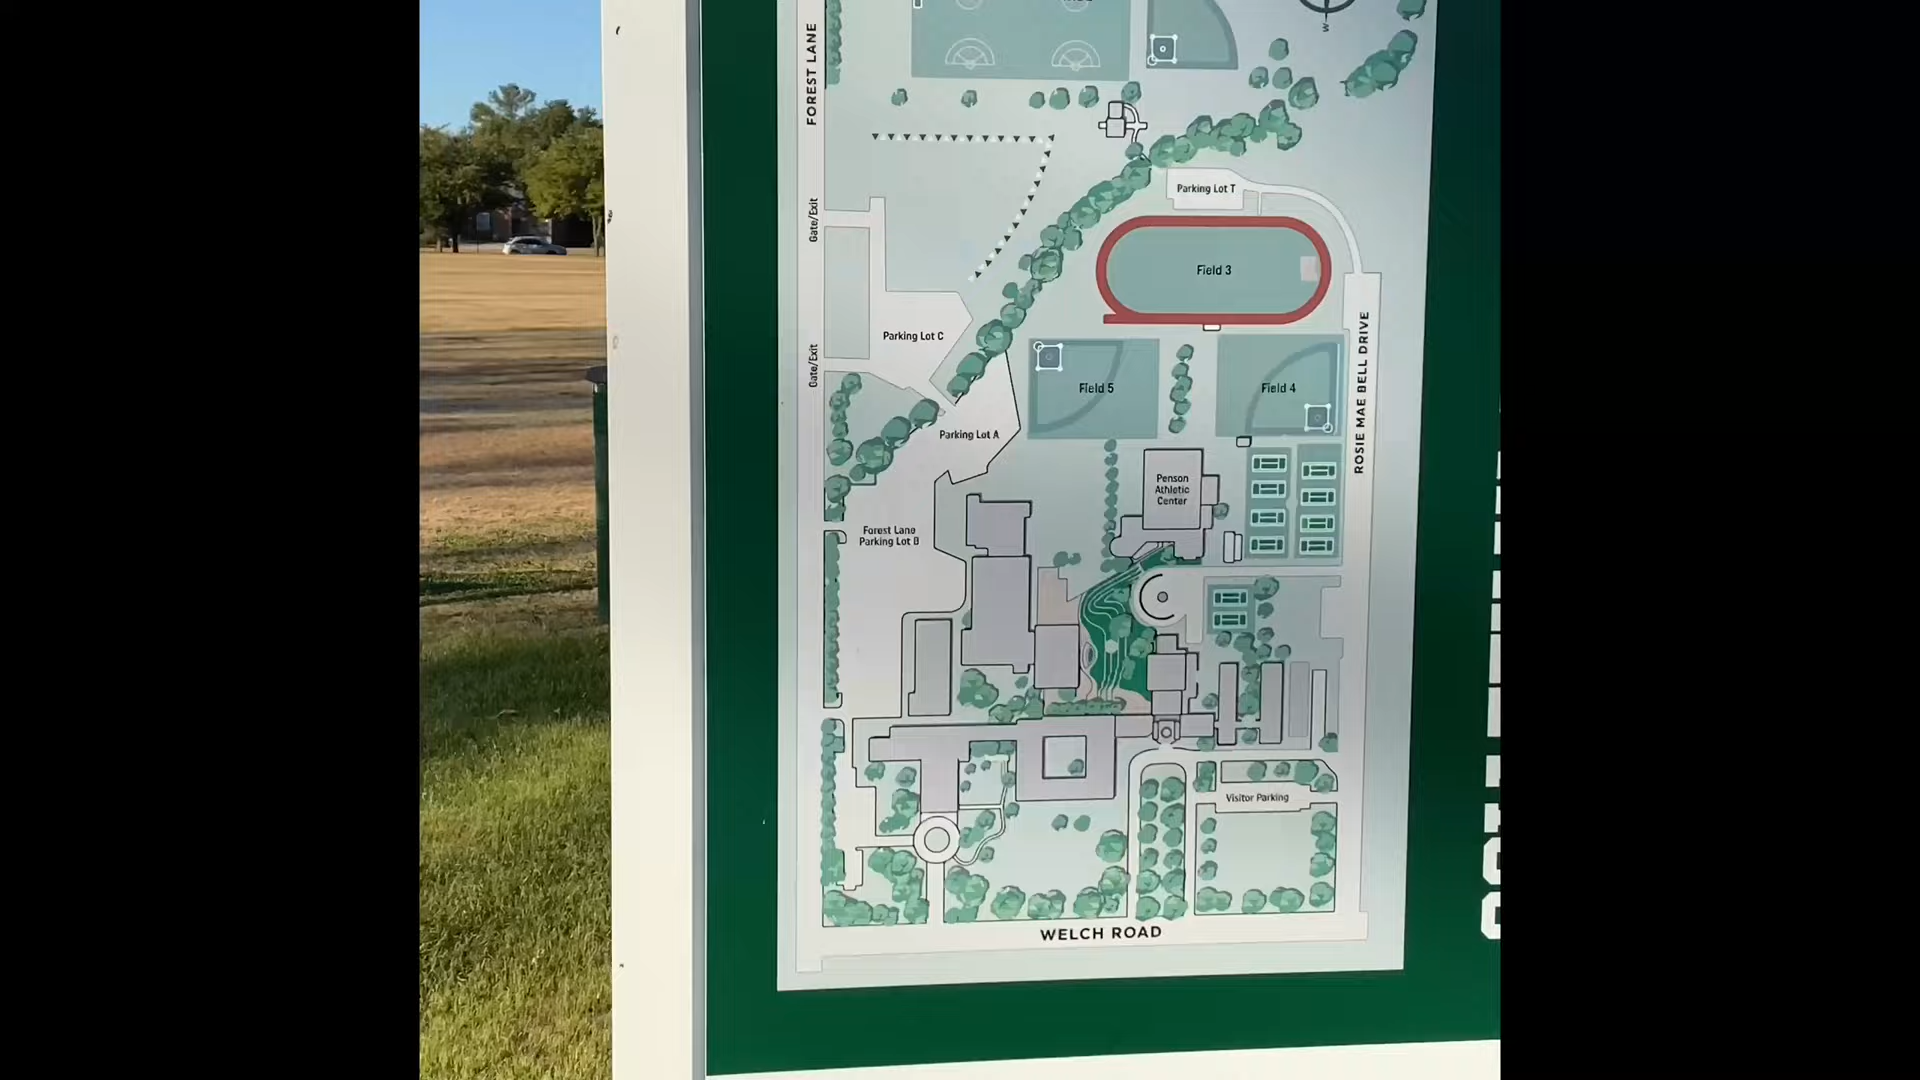 W
FOREST LANE
Parking Lot T
Gate/Exit
Field 3
Parking Lot C
Gate/Exit
Field 5
Field 4
ROSIE MAE BELL DRIVE
Parking Lot A
Penson
Athletic
Center
Forest Lane
Parking Lot B
Visitor Parking
WELCH ROAD